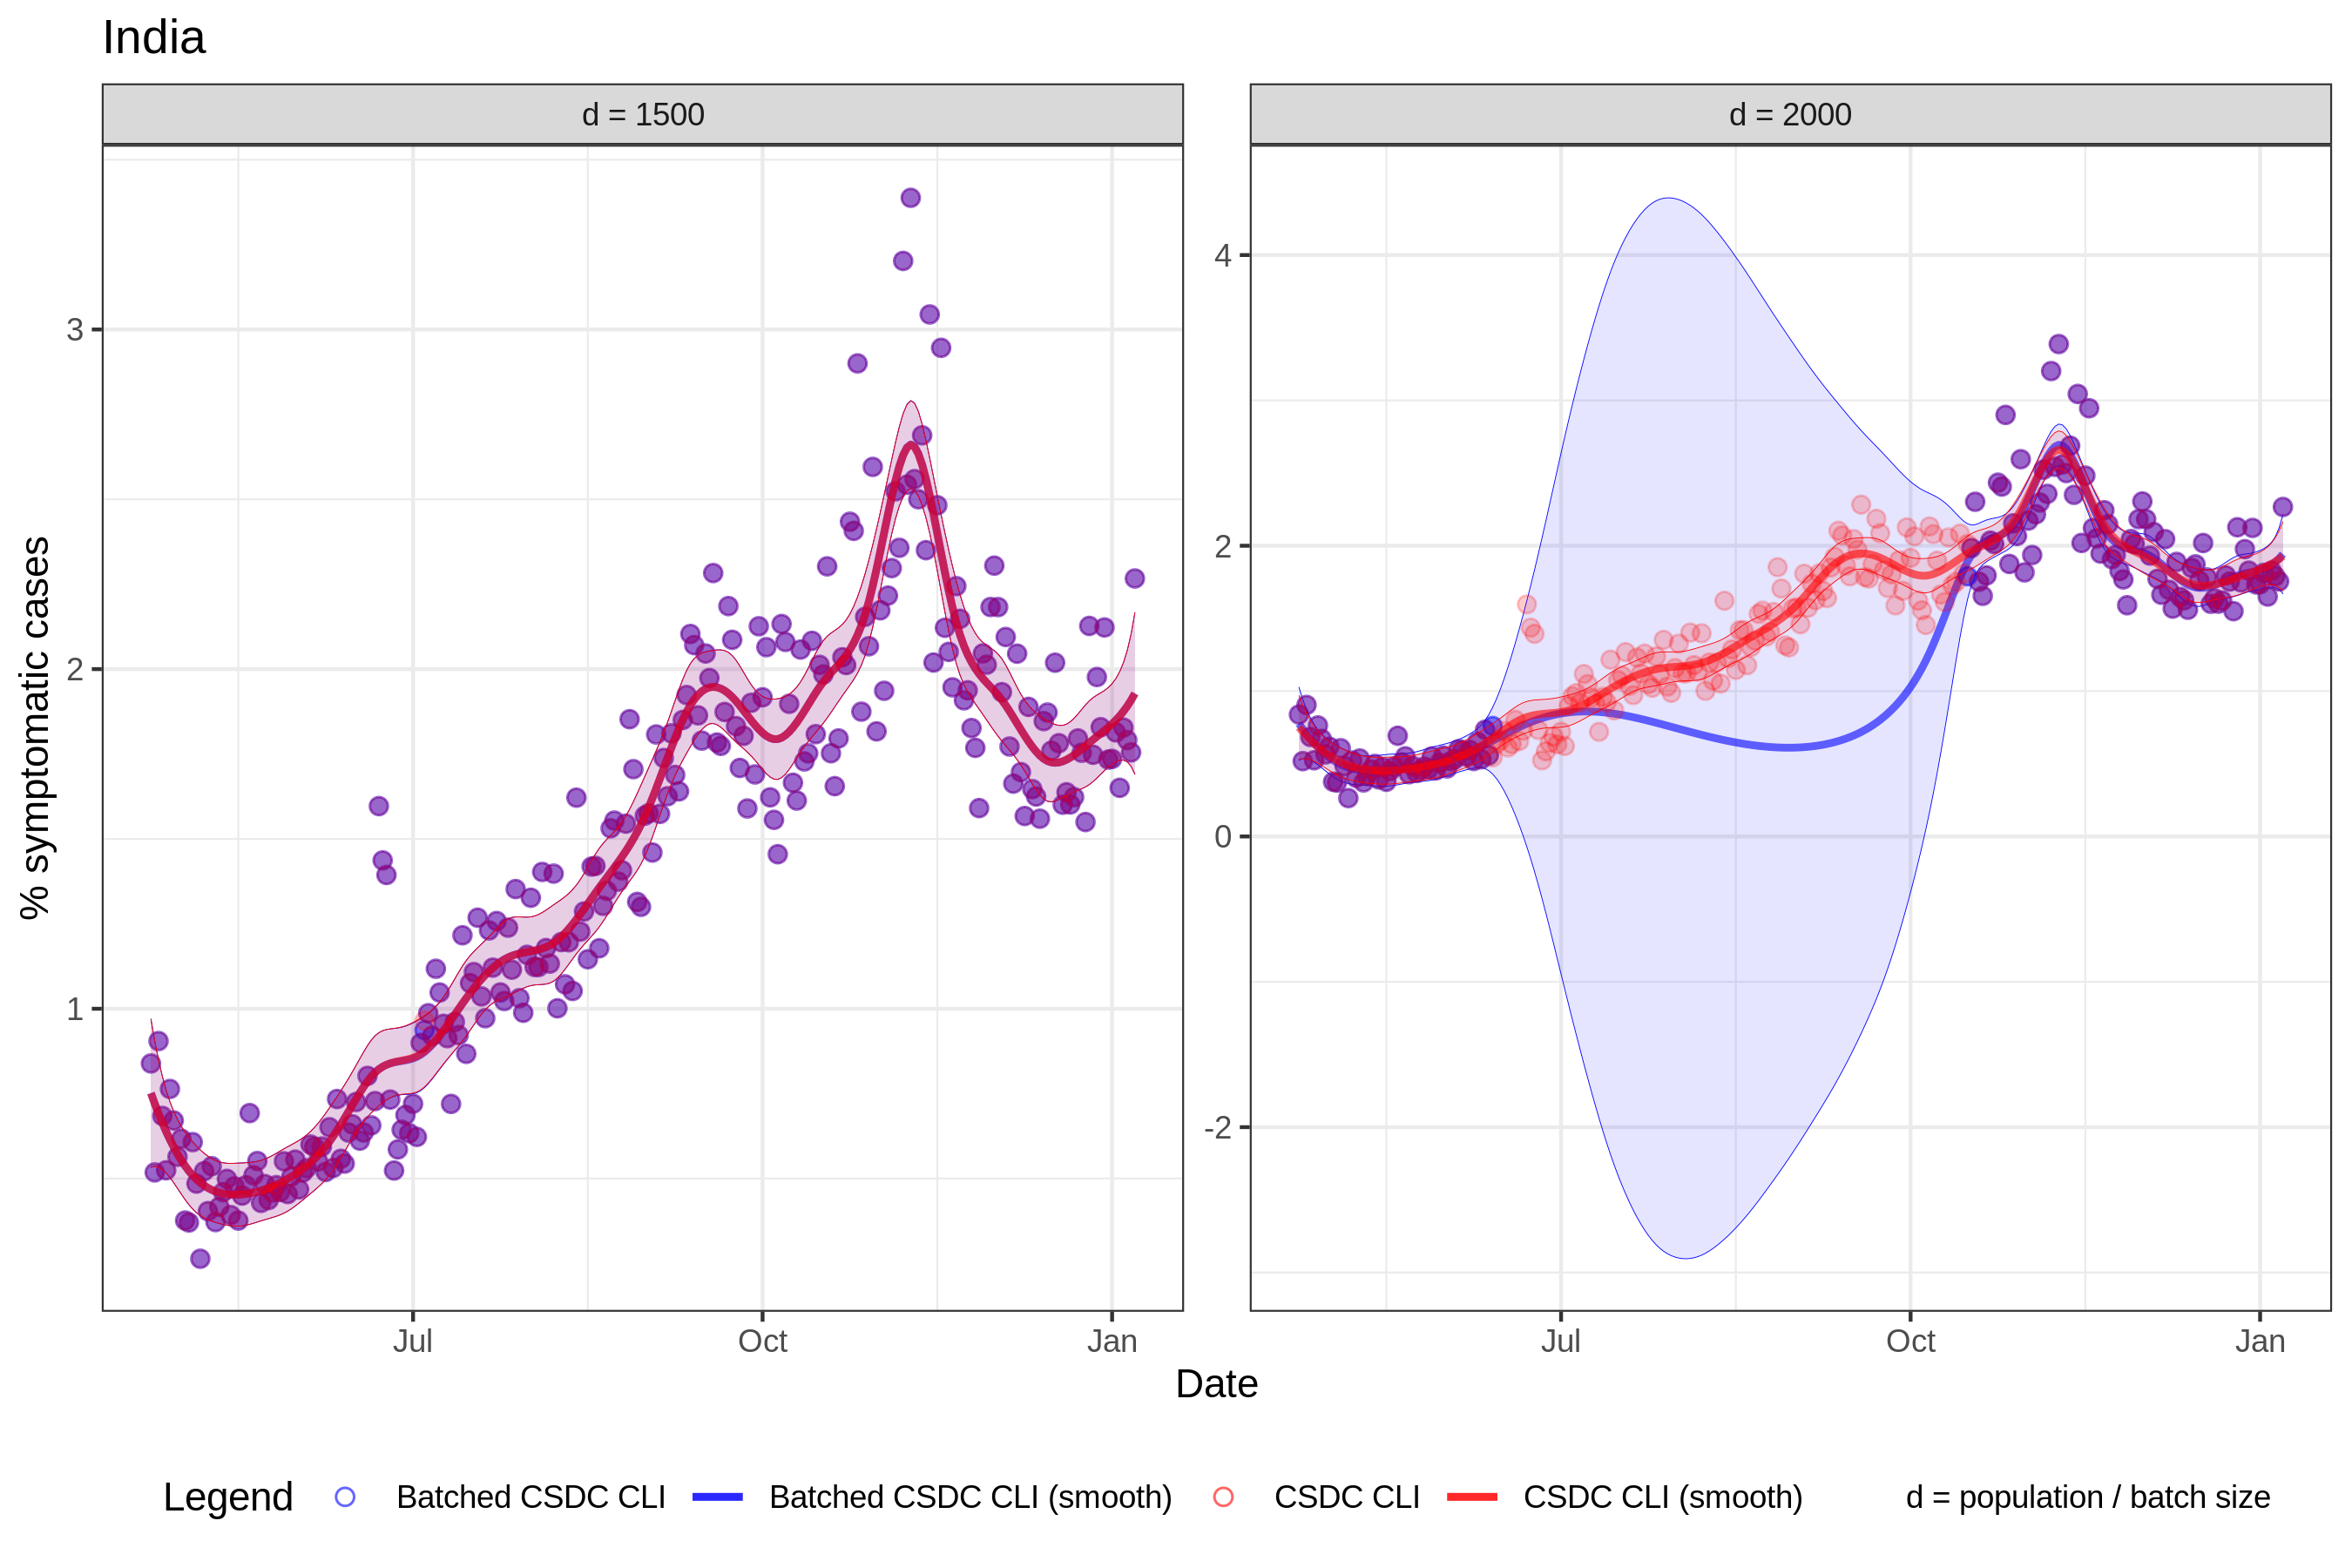 India
d = 1500
d = 2000
% symptomatic cases
3
2
1
4
2
0
-2
Jul
Oct
Jan
Jul
Oct
Jan
Date
Legend
Batched CSDC CLI
Batched CSDC CLI (smooth)
CSDC CLI
CSDC CLI (smooth)
d = population / batch size